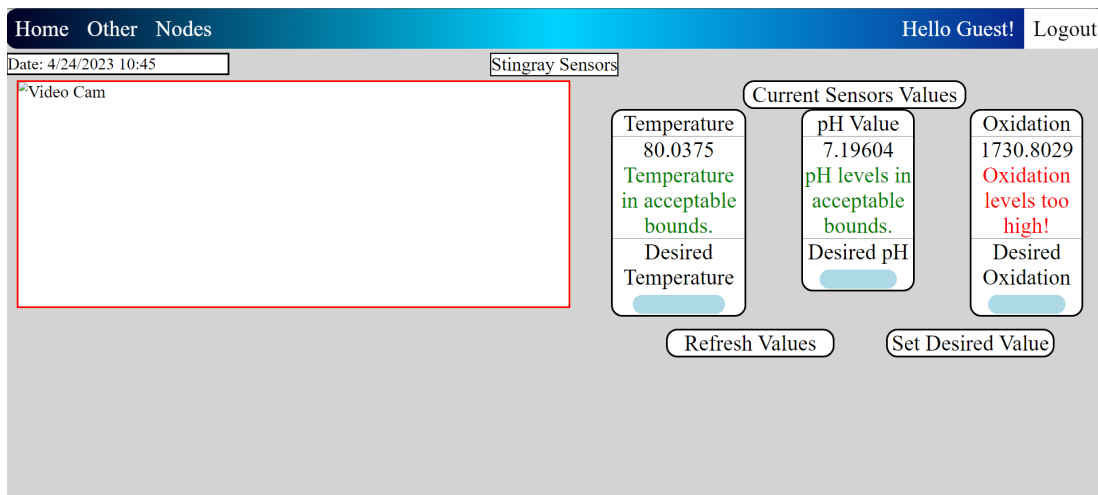 Home Other Nodes Hello Guest! Logout
Date: 4/24/2023 10:45
Stingray Sensors
Video Cam
Current Sensors Values
Temperature
80.0375
Temperature
in acceptable
bounds.
Desired
Temperature
pH Value
7.19604
pH levels in
acceptable
bounds.
Desired pH
Oxidation
1730.8029
Oxidation
levels too
high!
Desired
Oxidation
Refresh Values
Set Desired Value